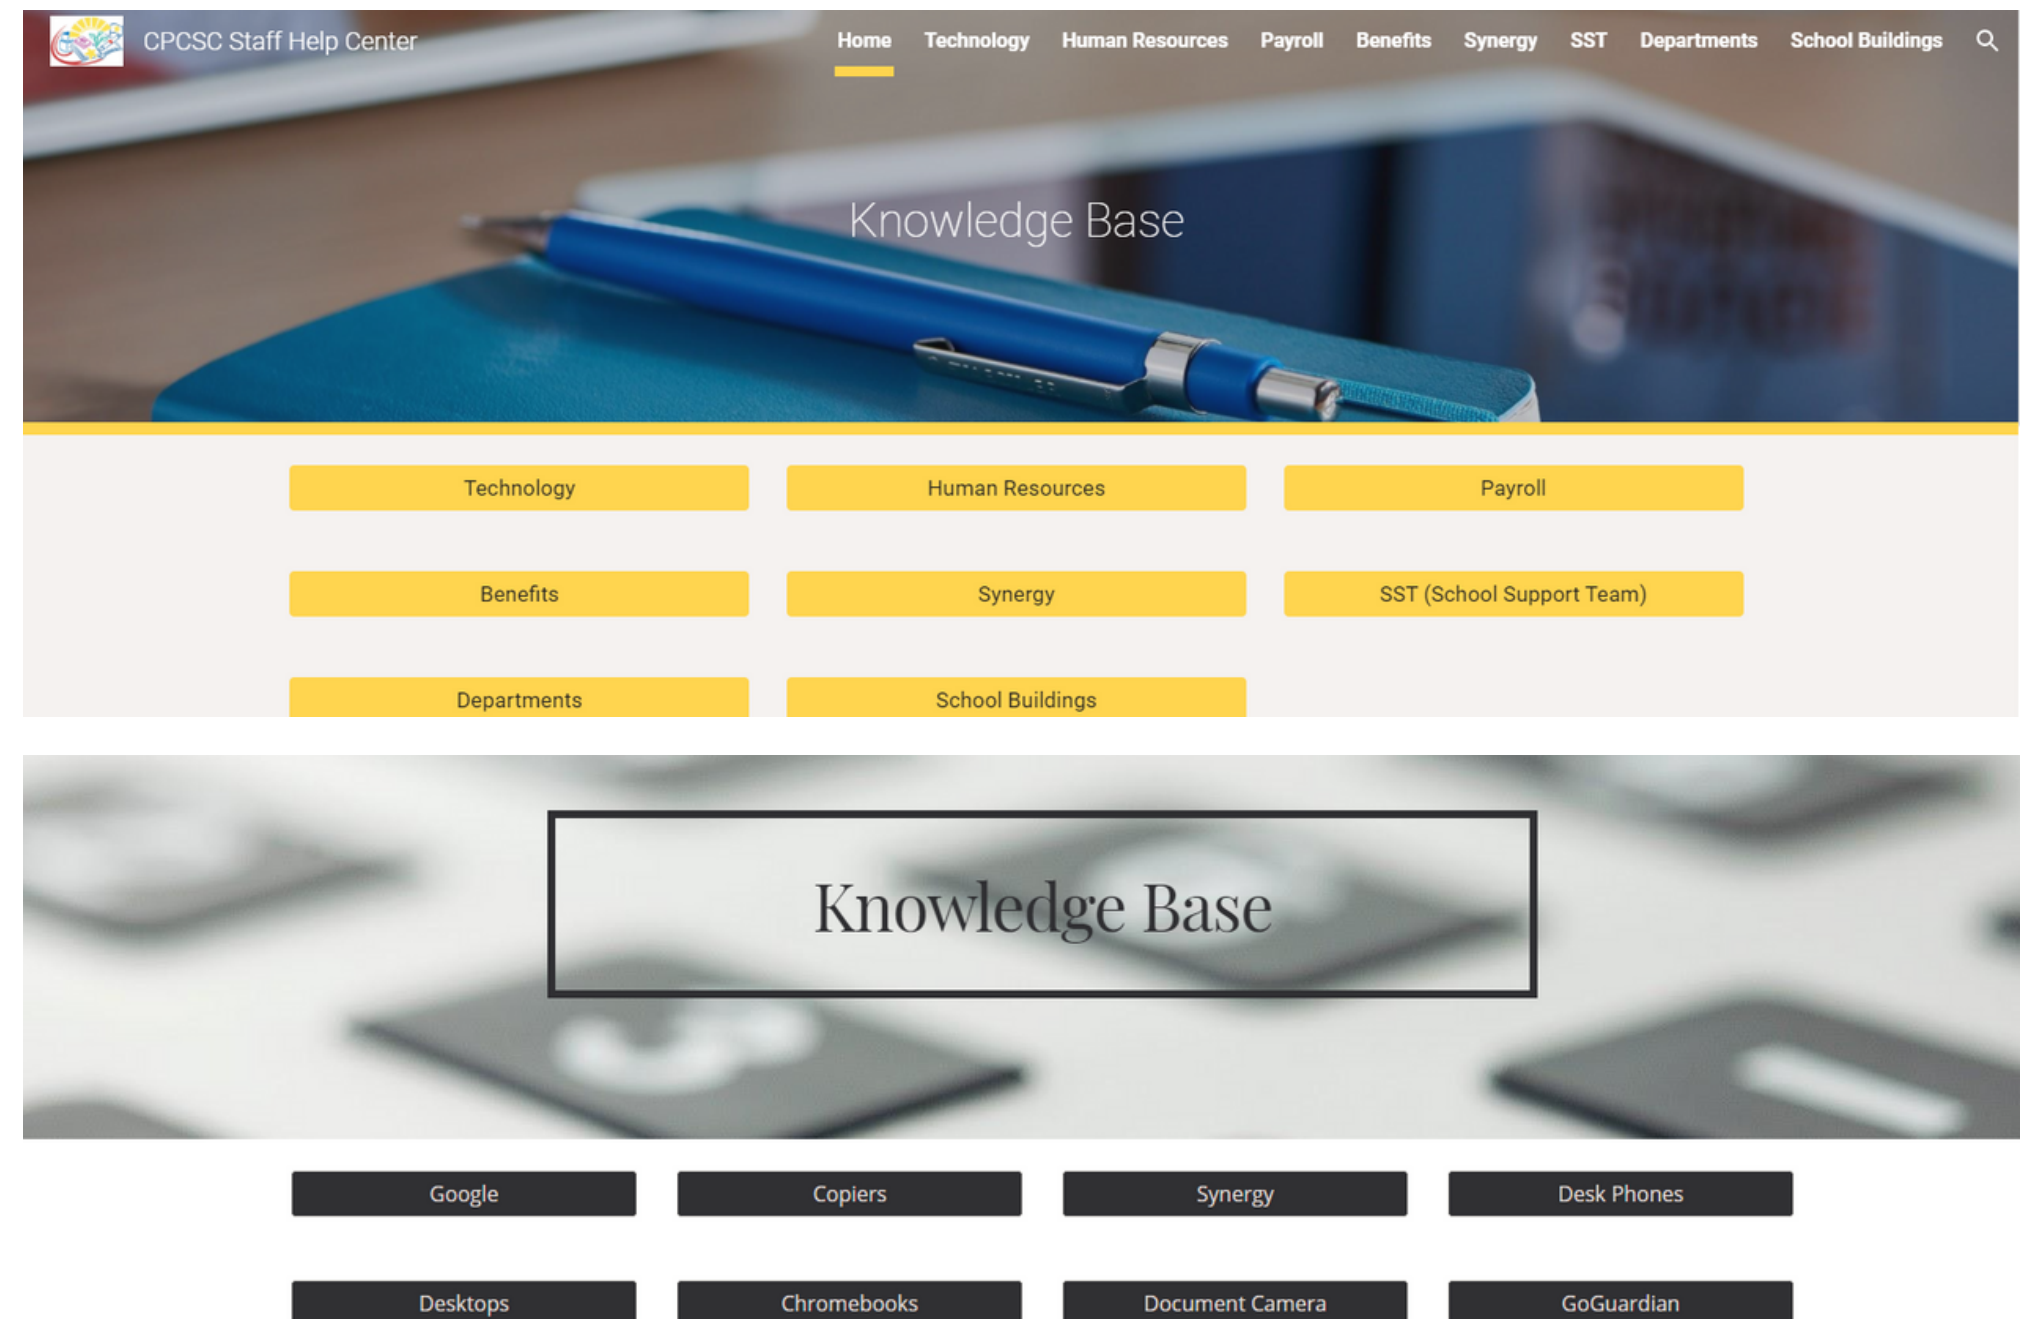 CPCSC Staff Help Center
Home Technology Human Resources Payroll Benefits Synergy SST Departments School Buildings
Knowledge Base
Technology Human Resources Payroll
Benefits Synergy SST (School Support Team)
Departments School Buildings
Knowledge Base
Google Copiers Synergy Desk Phones
Desktops Chromebooks Document Camera GoGuardian